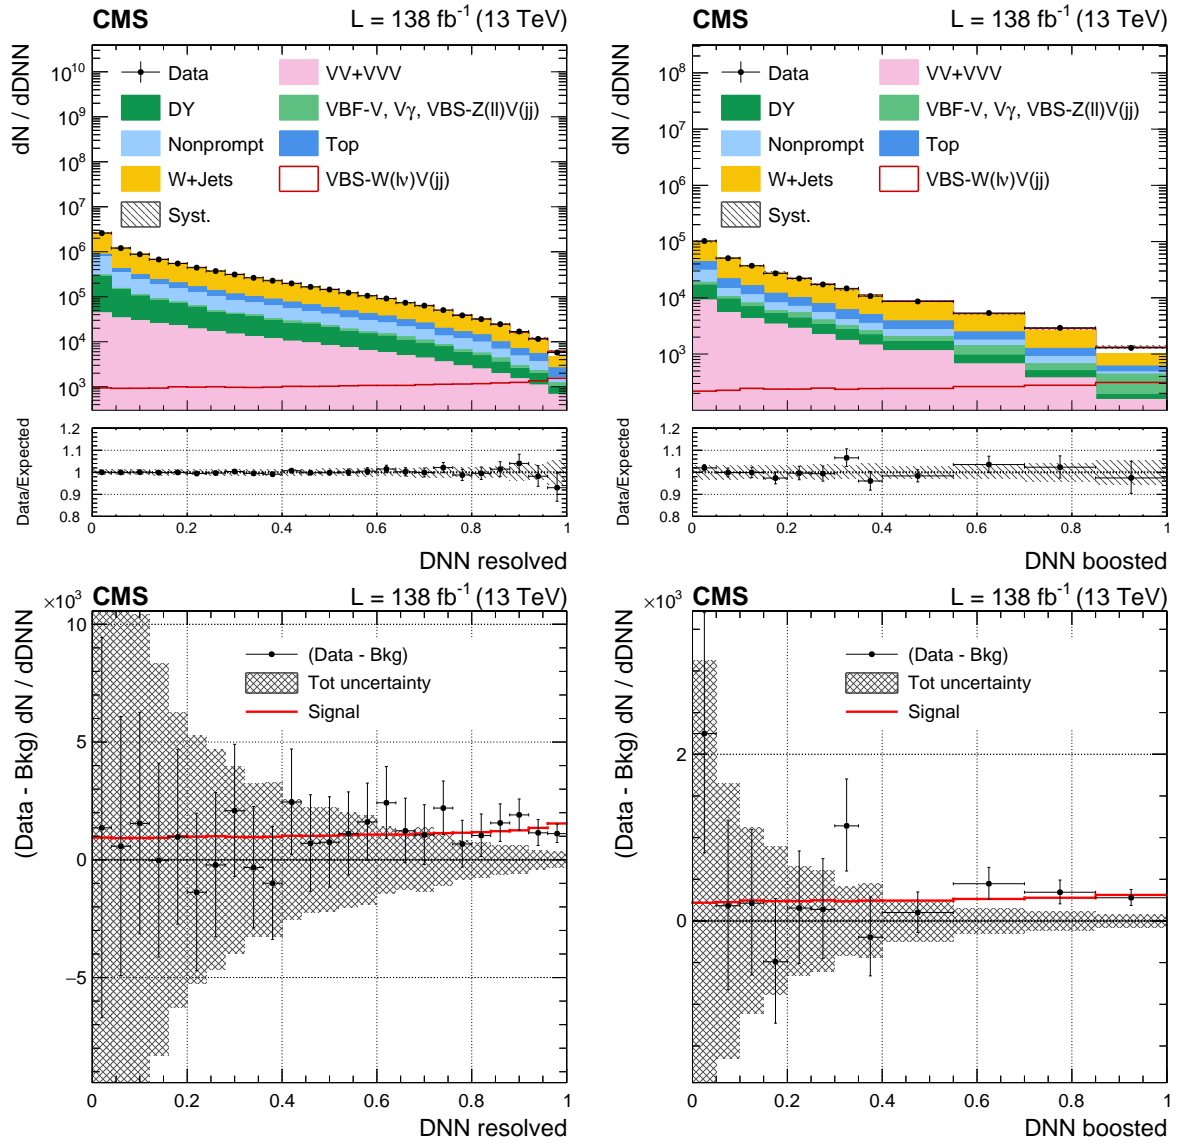 CMS L = 138 fb⁻¹ (13 TeV)
dN / dDNN
10¹⁰
10⁹
10⁸
10⁷
10⁶
10⁵
10⁴
10³
Data
VV+VVV
DY
VBF-V, Vγ, VBS-Z(ll)V(jj)
Nonprompt
Top
W+Jets
VBS-W(lν)V(jj)
Syst.
Data/Expected
1.2
1.1
1
0.9
0.8
0 0.2 0.4 0.6 0.8 1
DNN resolved
CMS L = 138 fb⁻¹ (13 TeV)
dN / dDNN
10⁸
10⁷
10⁶
10⁵
10⁴
10³
Data
VV+VVV
DY
VBF-V, Vγ, VBS-Z(ll)V(jj)
Nonprompt
Top
W+Jets
VBS-W(lν)V(jj)
Syst.
Data/Expected
1.2
1.1
1
0.9
0.8
0 0.2 0.4 0.6 0.8 1
DNN boosted
×10³ CMS L = 138 fb⁻¹ (13 TeV)
(Data - Bkg) dN / dDNN
10
5
0
−5
(Data - Bkg)
Tot uncertainty
Signal
0 0.2 0.4 0.6 0.8 1
DNN resolved
×10³ CMS L = 138 fb⁻¹ (13 TeV)
(Data - Bkg) dN / dDNN
2
0
(Data - Bkg)
Tot uncertainty
Signal
0 0.2 0.4 0.6 0.8 1
DNN boosted